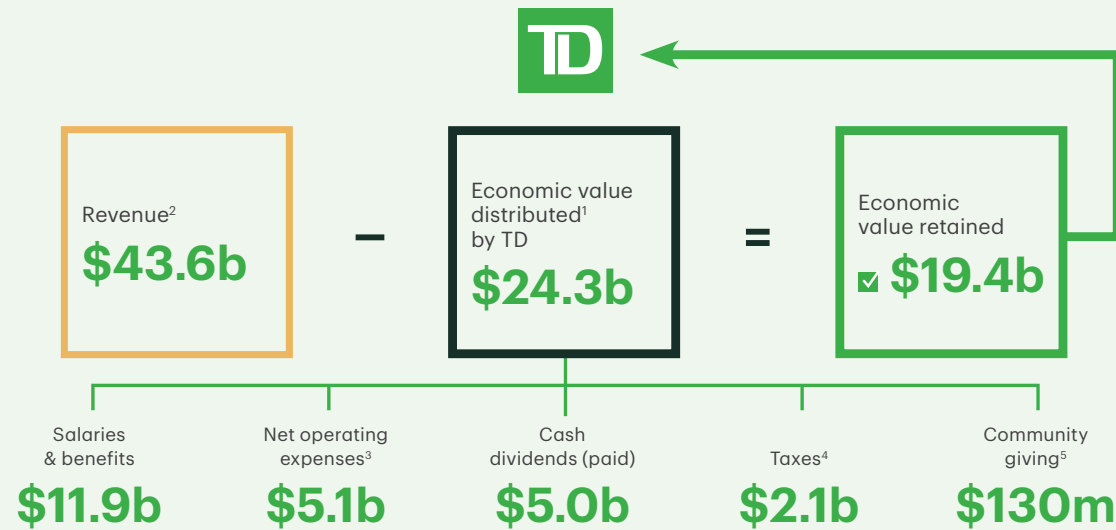 TD
Revenue²
$43.6b
–
Economic value
distributed¹
by TD
$24.3b
=
Economic
value retained
$19.4b
Salaries
& benefits
$11.9b
Net operating
expenses³
$5.1b
Cash
dividends (paid)
$5.0b
Taxes⁴
$2.1b
Community
giving⁵
$130m